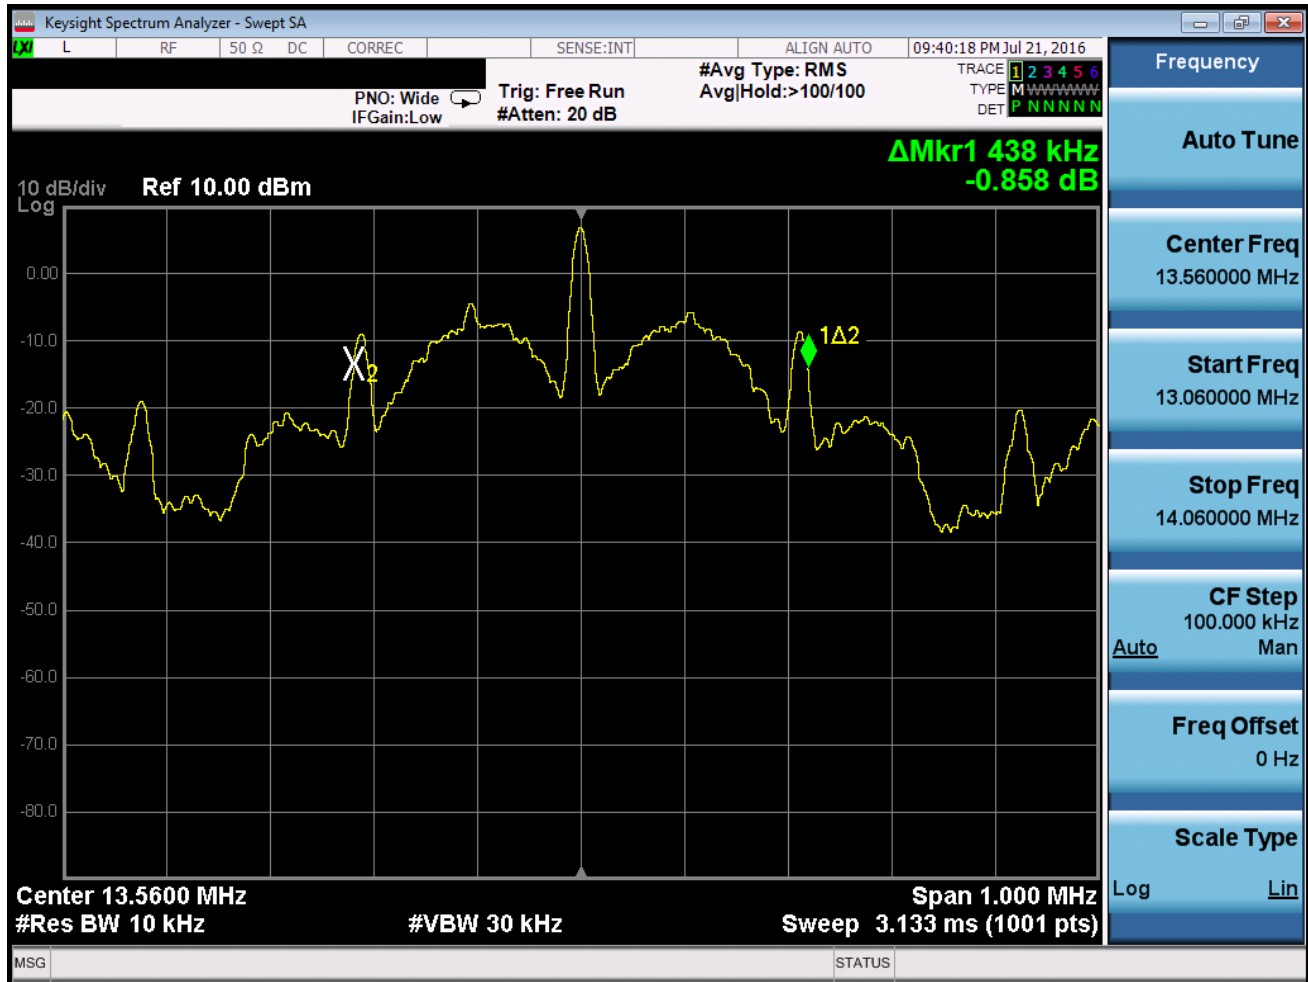 Keysight Spectrum Analyzer - Swept SA
LXI L RF 50 Ω DC CORREC SENSE:INT ALIGN AUTO 09:40:18 PM Jul 21, 2016
PNO: Wide
IFGain:Low
Trig: Free Run
#Atten: 20 dB
#Avg Type: RMS
Avg|Hold:>100/100
TRACE 1 2 3 4 5 6
TYPE M W W W W W
DET P N N N N N
ΔMkr1 438 kHz
-0.858 dB
10 dB/div Ref 10.00 dBm
Log
0.00
-10.0
-20.0
-30.0
-40.0
-50.0
-60.0
-70.0
-80.0
X2
1Δ2
Center 13.5600 MHz Span 1.000 MHz
#Res BW 10 kHz #VBW 30 kHz Sweep 3.133 ms (1001 pts)
MSG STATUS
Frequency
Auto Tune
Center Freq
13.560000 MHz
Start Freq
13.060000 MHz
Stop Freq
14.060000 MHz
CF Step
100.000 kHz
Auto Man
Freq Offset
0 Hz
Scale Type
Log Lin